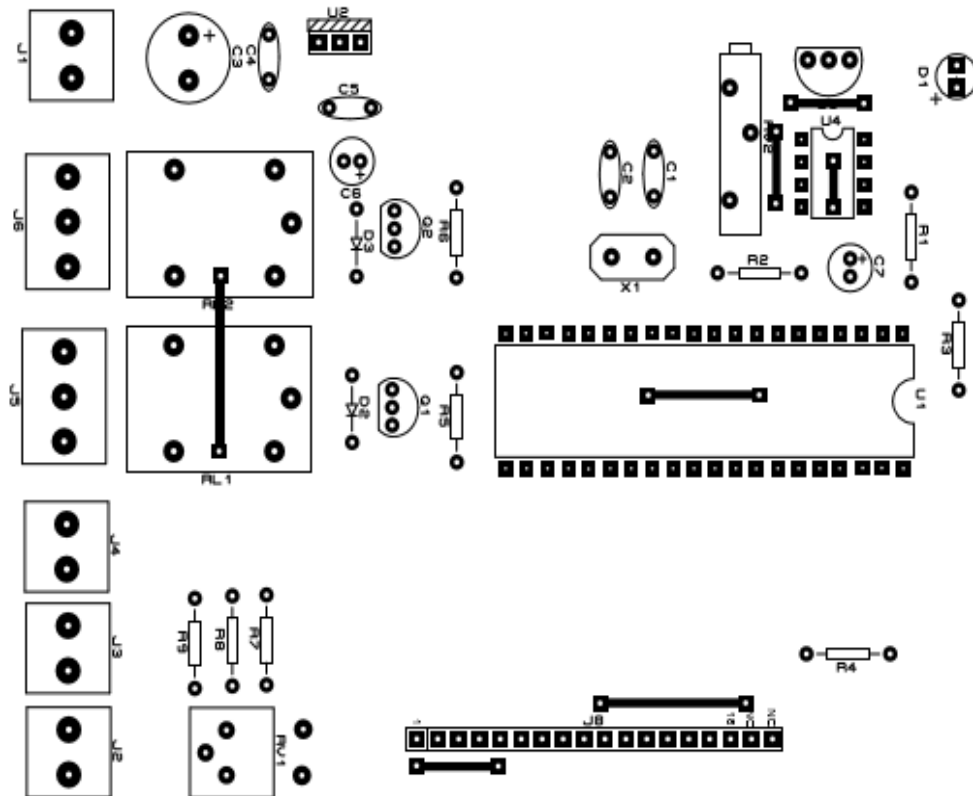 U2
J1
+
C3
C4
D1
+
C5
U4
RV2
C6
+
C2
C1
J6
Q2
D3
R6
R1
R2
+
C7
X1
RL2
R3
J5
D2
Q1
R5
U1
RL1
J4
J3
R9
R8
R7
R4
J8
1
16
NC
NC
J2
RV1